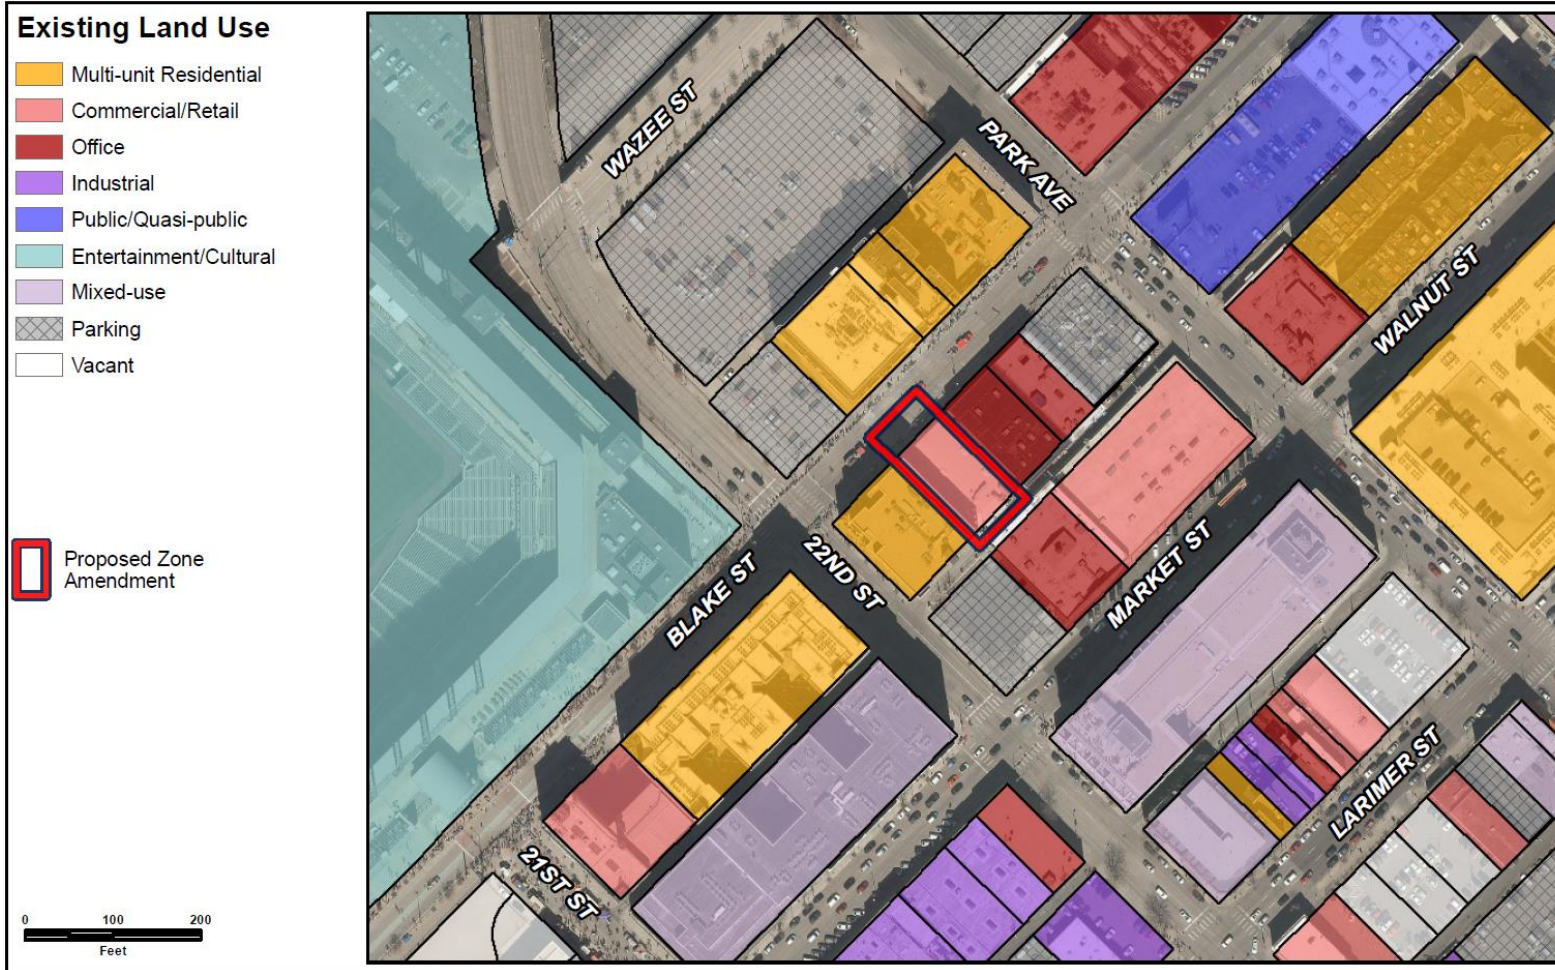 Existing Land Use
Multi-unit Residential
Commercial/Retail
Office
Industrial
Public/Quasi-public
Entertainment/Cultural
Mixed-use
Parking
Vacant
Proposed Zone
Amendment
0 100 200
Feet
WAZEE ST
PARK AVE
WALNUT ST
22ND ST
BLAKE ST
MARKET ST
LARIMER ST
21ST ST